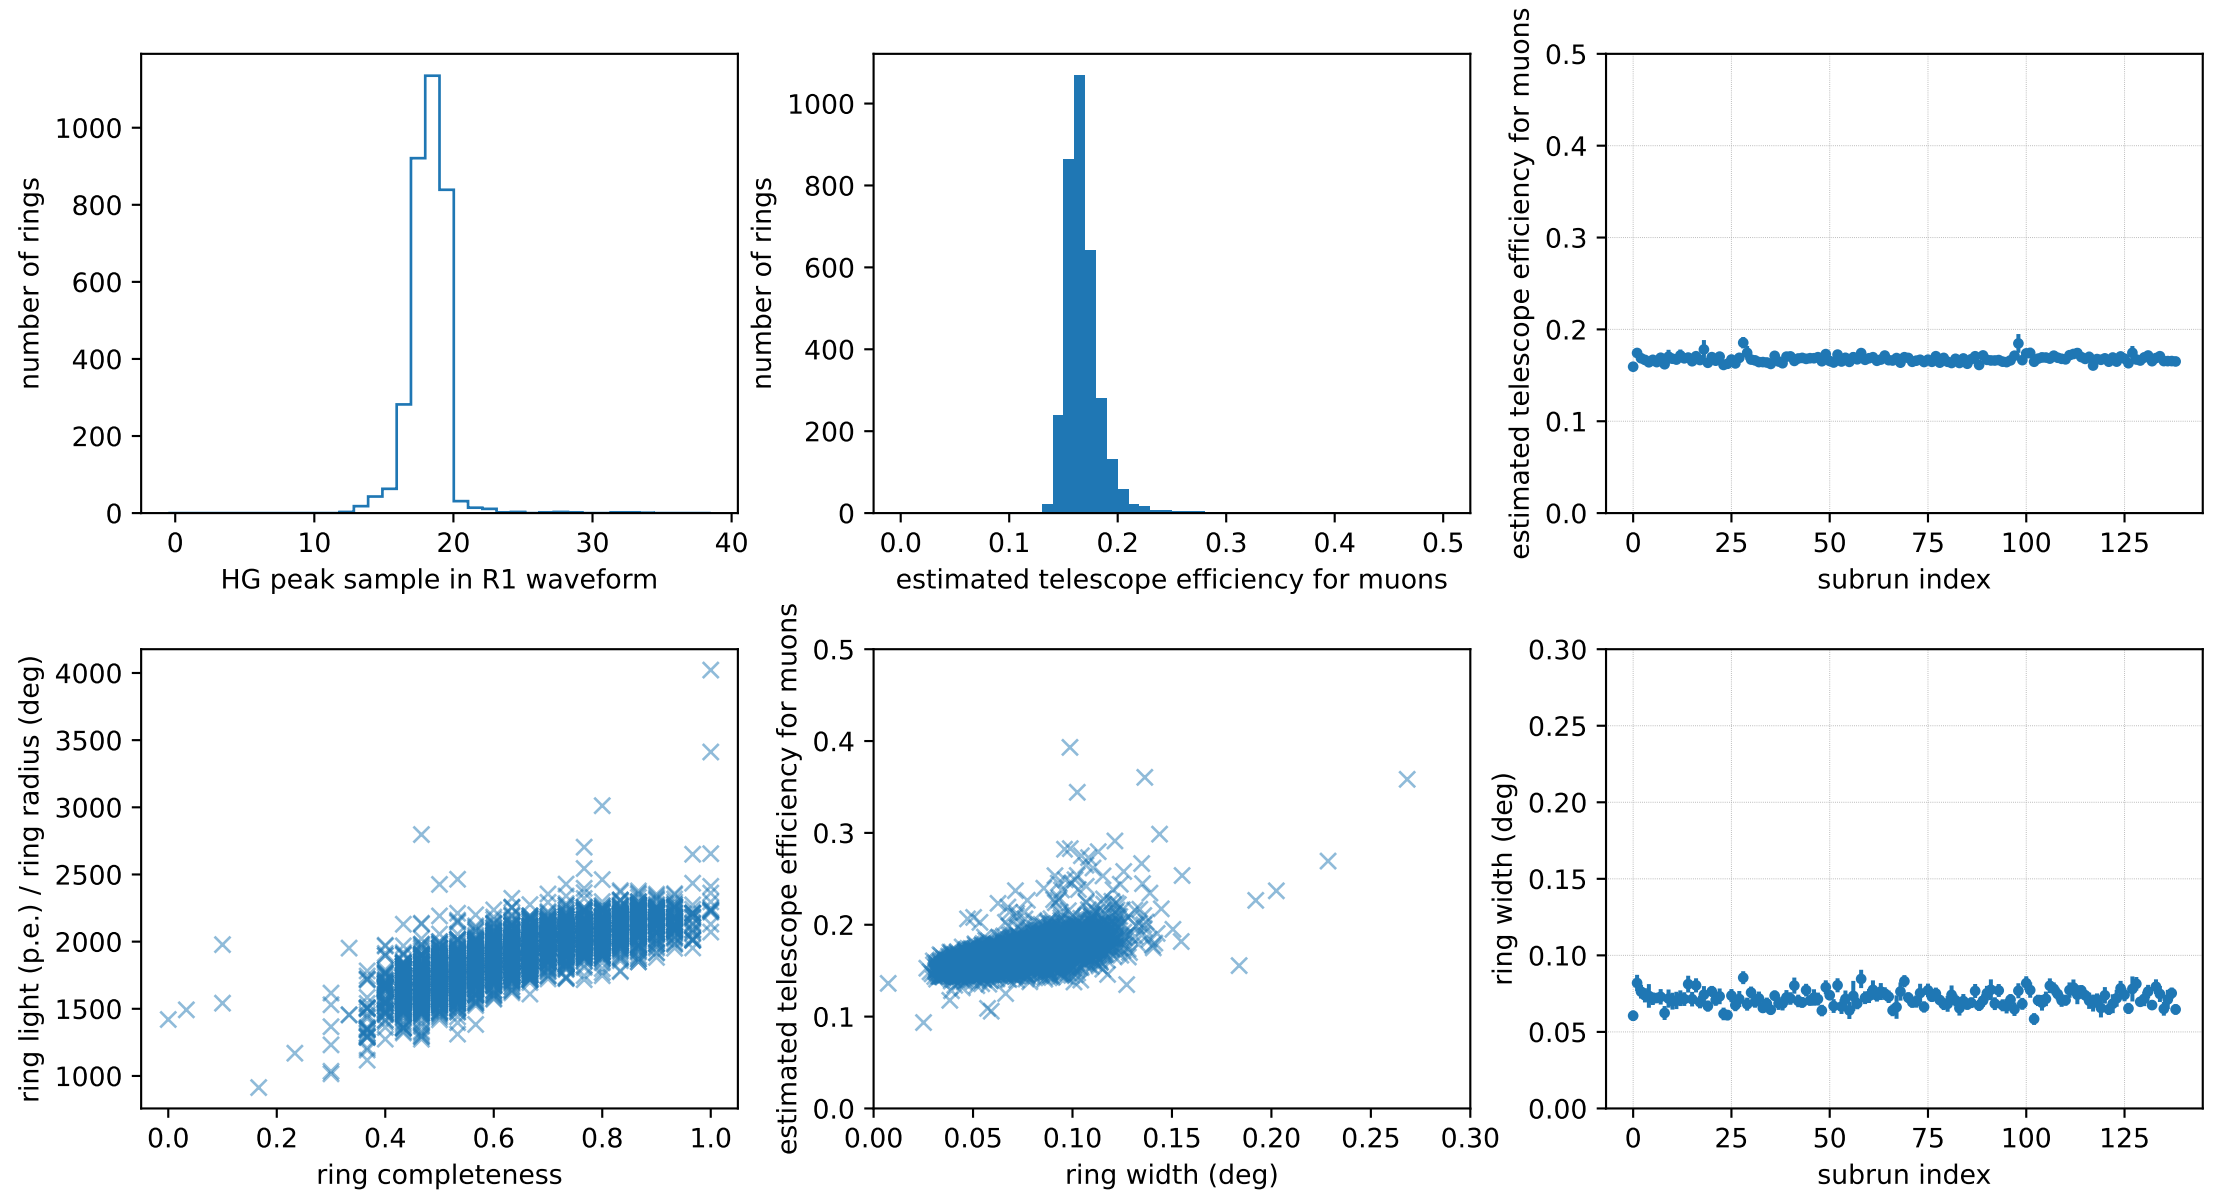 number of rings
1000
800
600
400
200
0
0 10 20 30 40
HG peak sample in R1 waveform
number of rings
1000
800
600
400
200
0
0.0 0.1 0.2 0.3 0.4 0.5
estimated telescope efficiency for muons
estimated telescope efficiency for muons
0.5
0.4
0.3
0.2
0.1
0.0
0 25 50 75 100 125
subrun index
ring light (p.e.) / ring radius (deg)
4000
3500
3000
2500
2000
1500
1000
0.0 0.2 0.4 0.6 0.8 1.0
ring completeness
estimated telescope efficiency for muons
0.5
0.4
0.3
0.2
0.1
0.0
0.00 0.05 0.10 0.15 0.20 0.25 0.30
ring width (deg)
ring width (deg)
0.30
0.25
0.20
0.15
0.10
0.05
0.00
0 25 50 75 100 125
subrun index